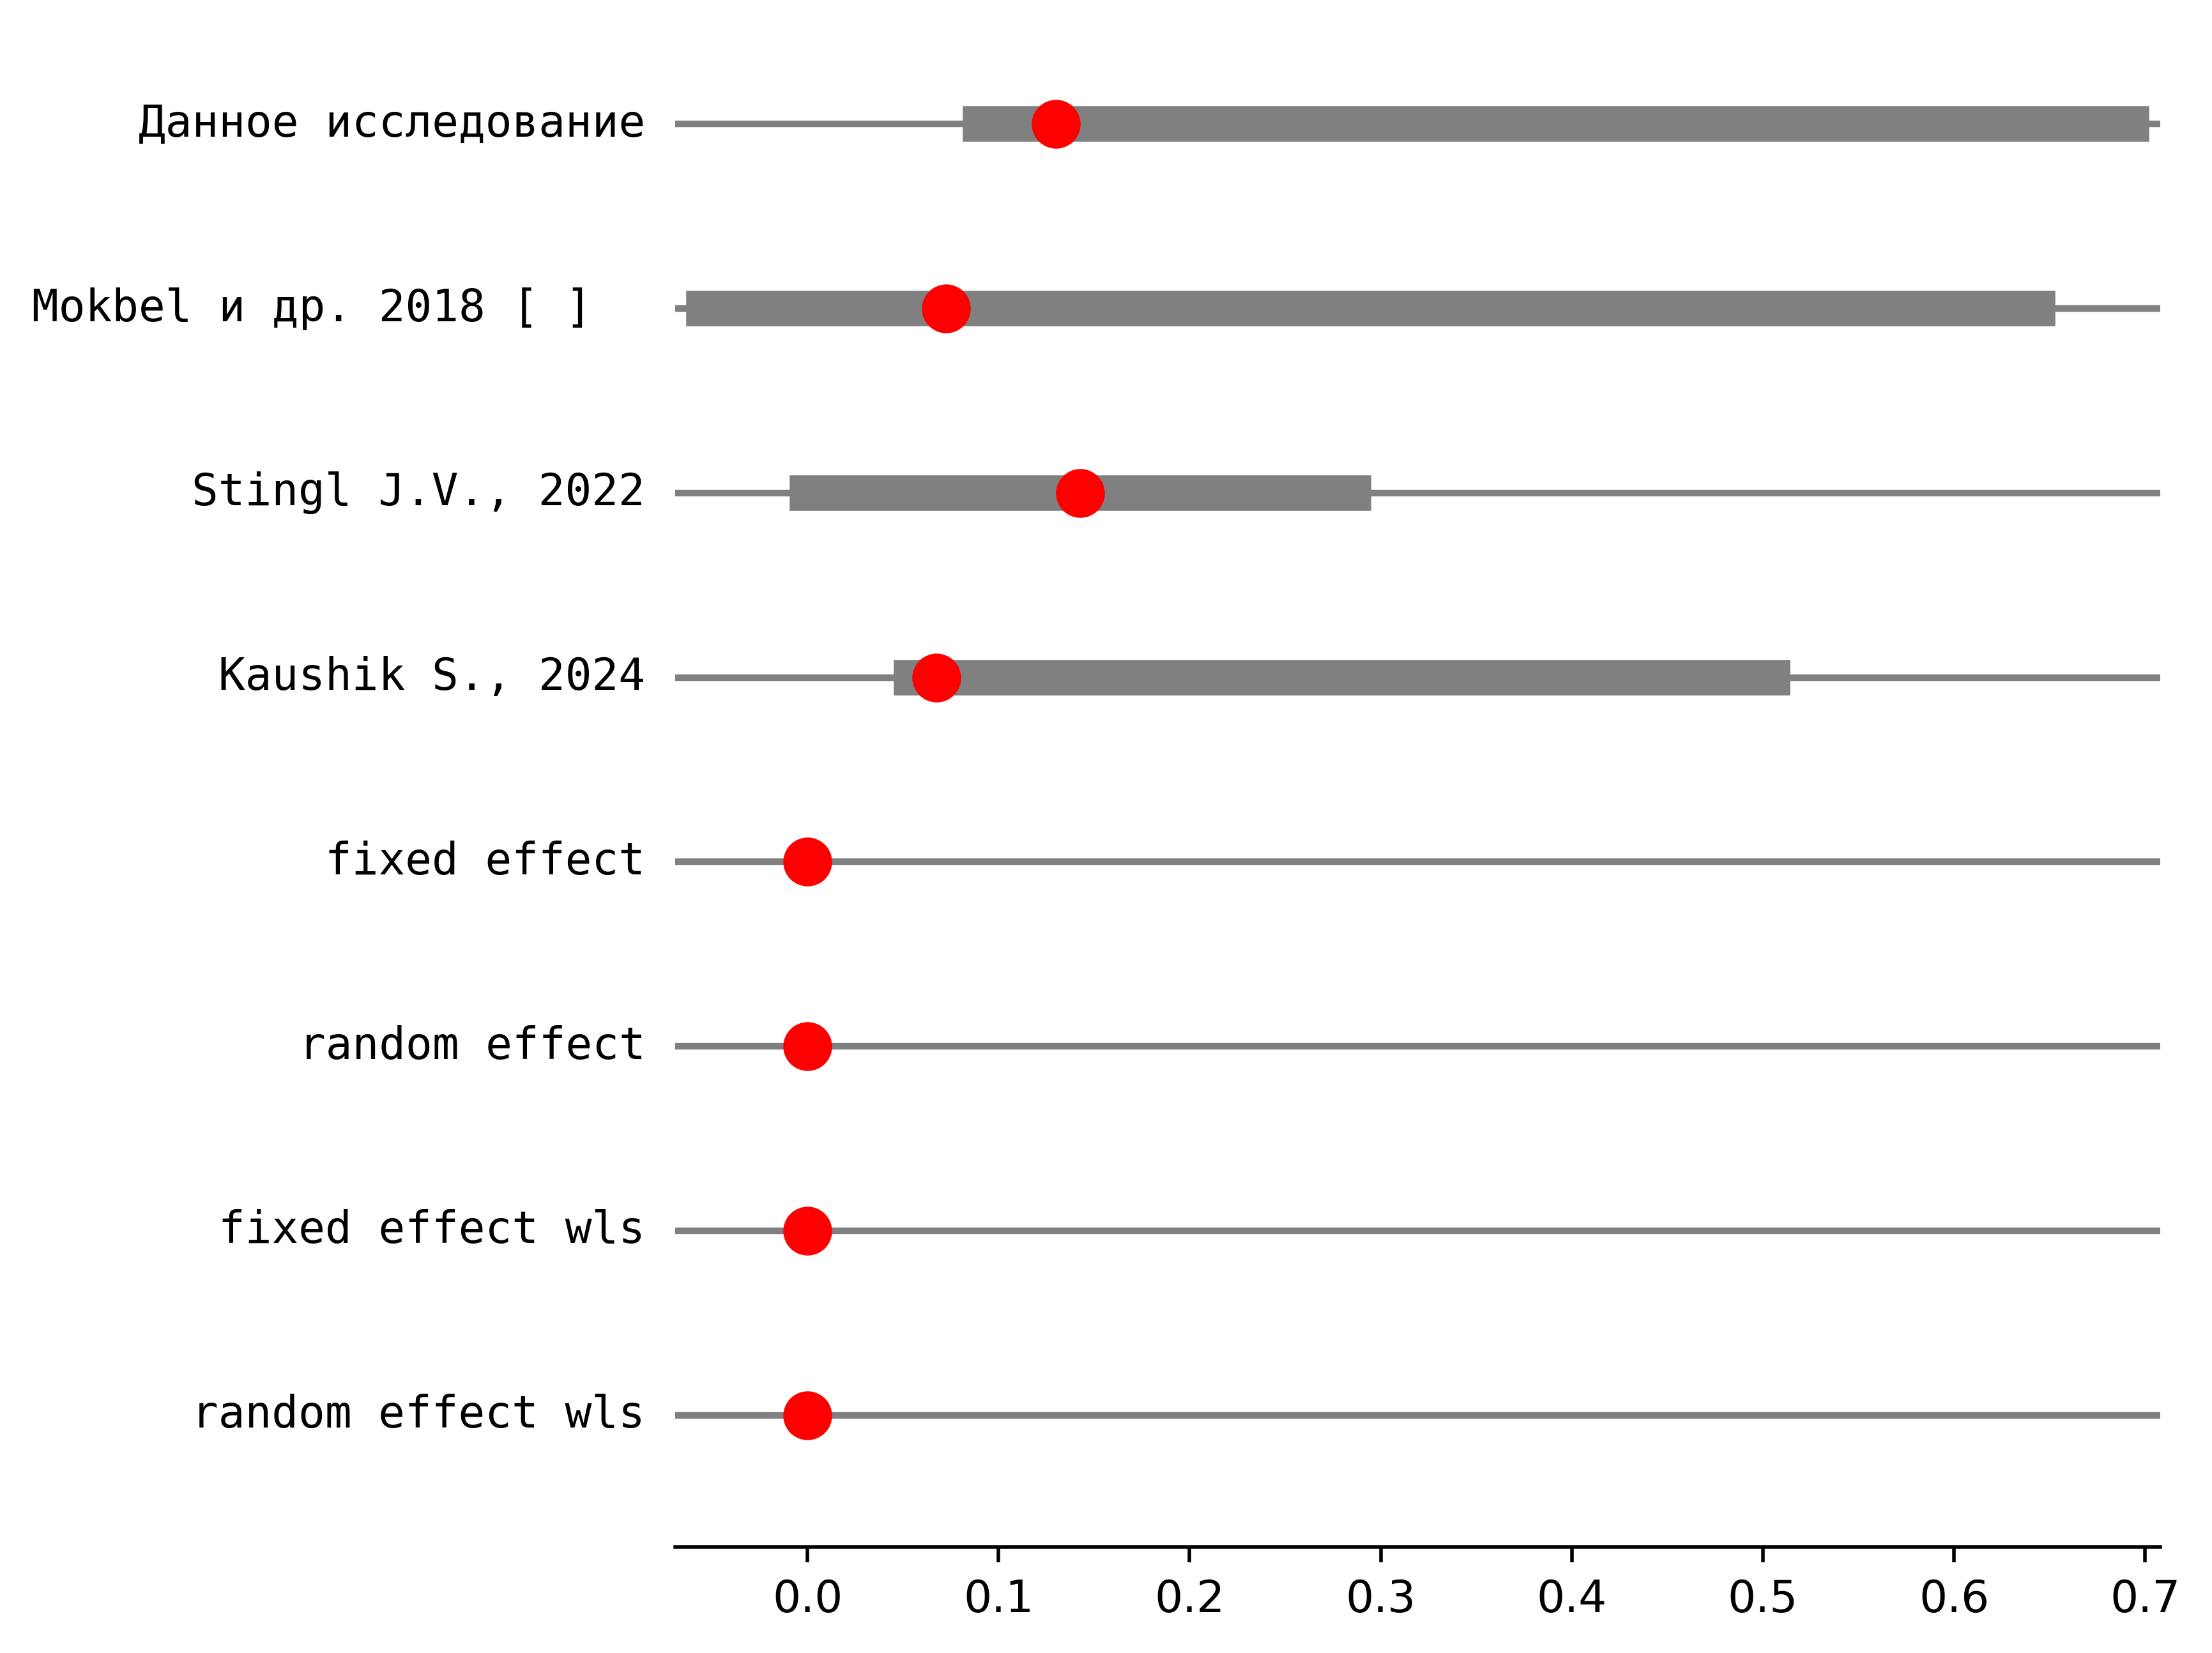 Данное исследование
Mokbel и др. 2018 [ ]
Stingl J.V., 2022
Kaushik S., 2024
fixed effect
random effect
fixed effect wls
random effect wls
0.0 0.1 0.2 0.3 0.4 0.5 0.6 0.7